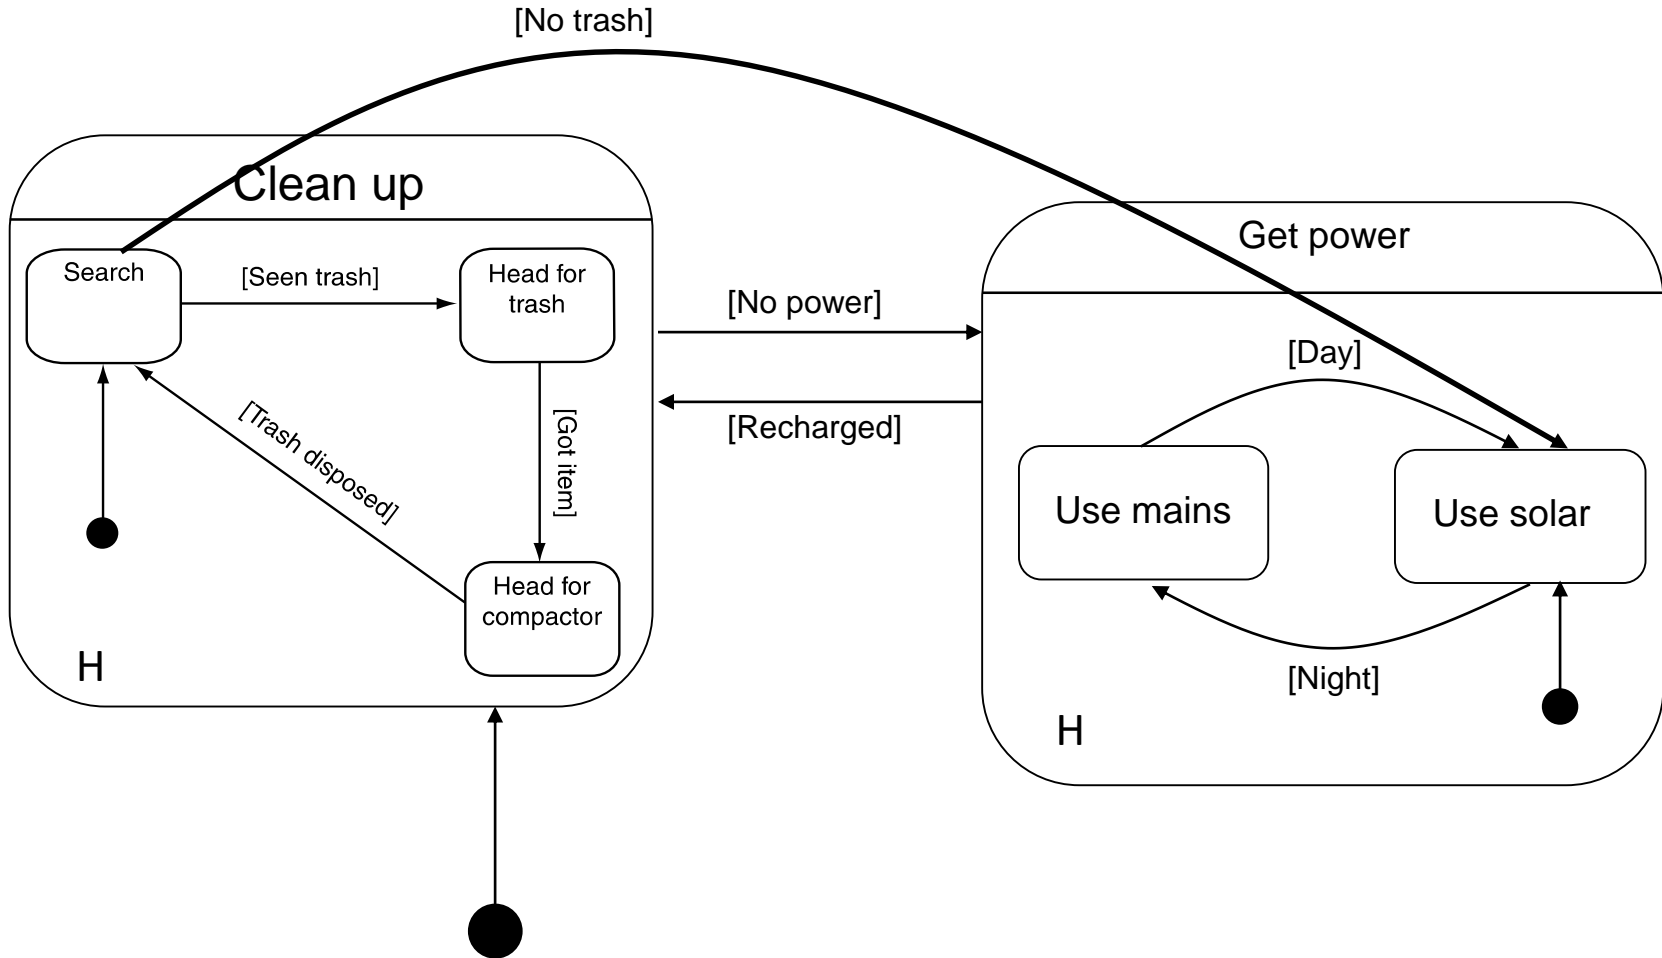 [No trash]
Clean up
Get power
Search
[Seen trash]
Head for
trash
[No power]
[Day]
[Recharged]
[Trash disposed]
[Got item]
Use mains
Use solar
Head for
compactor
H
[Night]
H